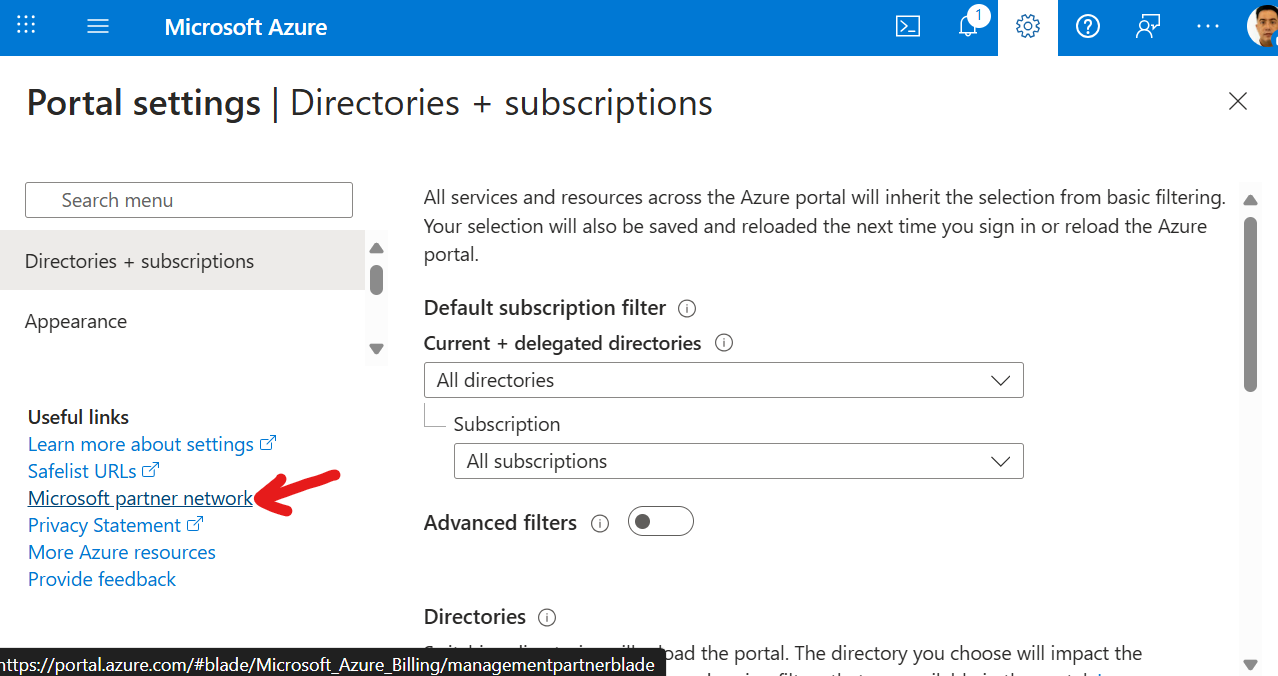 Microsoft Azure
1
Portal settings | Directories + subscriptions
Search menu
Directories + subscriptions
Appearance
Useful links
Learn more about settings
Safelist URLs
Microsoft partner network
Privacy Statement
More Azure resources
Provide feedback
All services and resources across the Azure portal will inherit the selection from basic filtering.
Your selection will also be saved and reloaded the next time you sign in or reload the Azure
portal.
Default subscription filter
Current + delegated directories
All directories
Subscription
All subscriptions
Advanced filters
Directories
load the portal. The directory you choose will impact the
https://portal.azure.com/#blade/Microsoft_Azure_Billing/managementpartnerblade